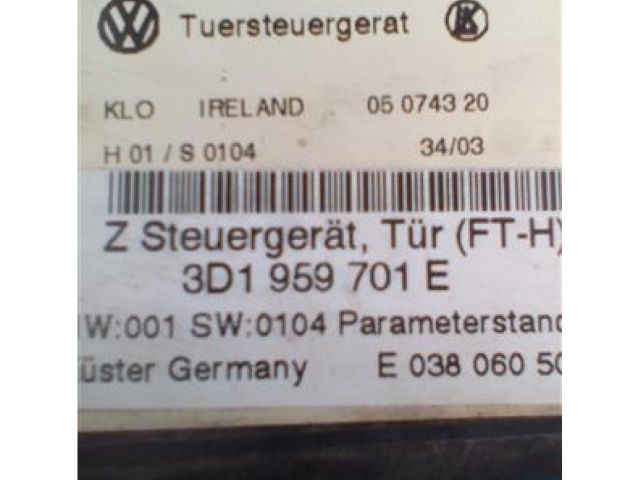 Tuersteuergerat
KLO IRELAND 05 0743 20
H 01 / S 0104 34/03
Z Steuergerät, Tür (FT-H)
3D1 959 701 E
W:001 SW:0104 Parameterstand
üster Germany E 038 060 50